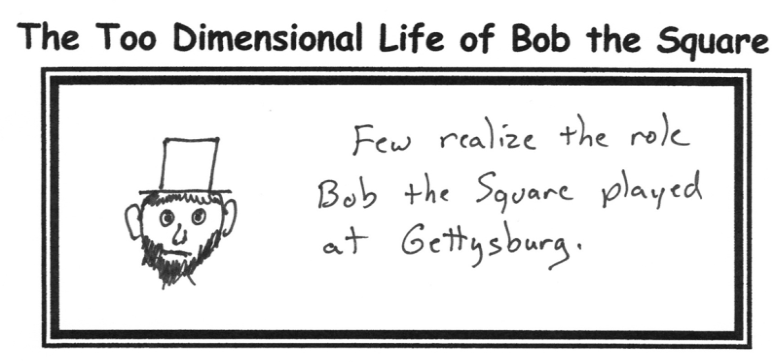 The Too Dimensional Life of Bob the Square
Few realize the role
Bob the Square played
at Gettysburg.